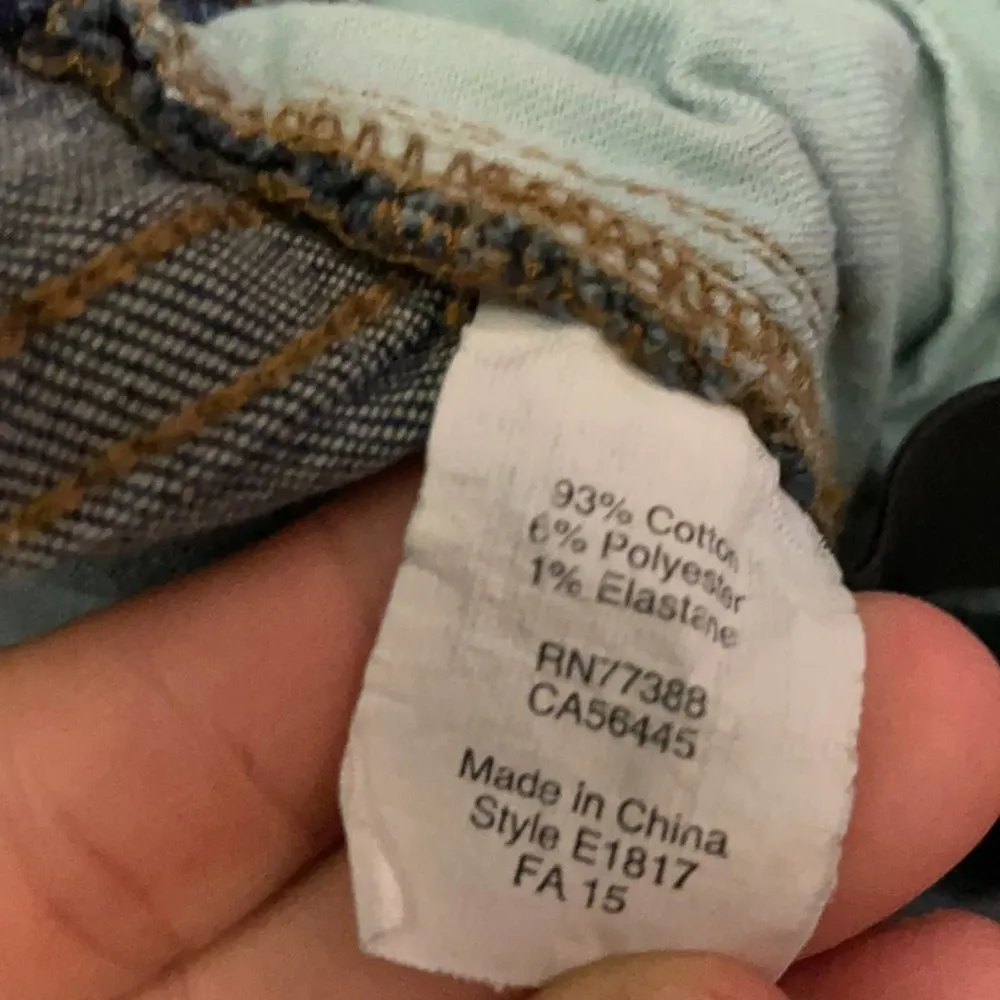 93% Cotton
6% Polyester
1% Elastane
RN77388
CA56445
Made in China
Style E1817
FA 15